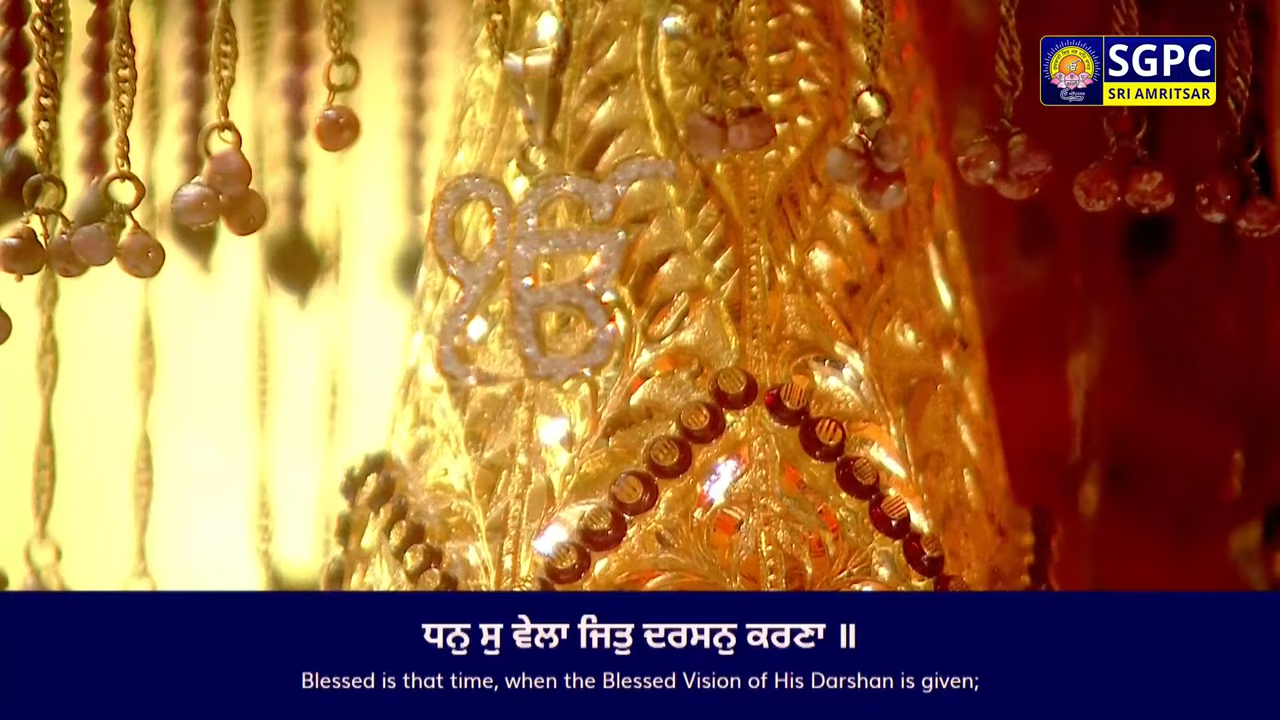 SGPC
SRI AMRITSAR
ੴ
ਧਨੁ ਸੁ ਵੇਲਾ ਜਿਤੁ ਦਰਸਨੁ ਕਰਣਾ ॥
Blessed is that time, when the Blessed Vision of His Darshan is given;